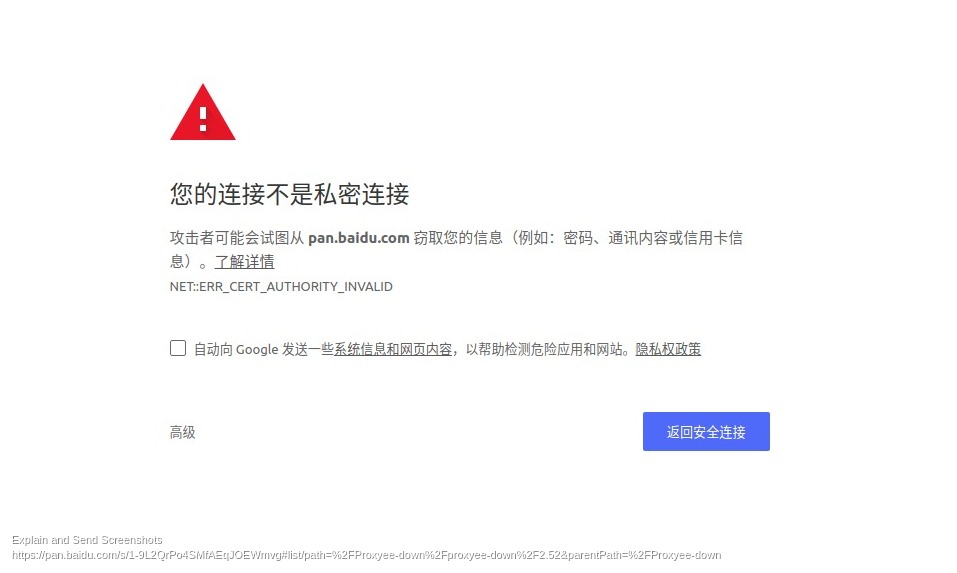 您的连接不是私密连接
攻击者可能会试图从 pan.baidu.com 窃取您的信息（例如：密码、通讯内容或信用卡信
息）。了解详情
NET::ERR_CERT_AUTHORITY_INVALID
自动向 Google 发送一些系统信息和网页内容，以帮助检测危险应用和网站。隐私权政策
高级
返回安全连接
Explain and Send Screenshots
https://pan.baidu.com/s/1-9L2QrPo4SMfAEqJOEWmvg#list/path=%2FProxyee-down%2Fproxyee-down%2F2.52&parentPath=%2FProxyee-down